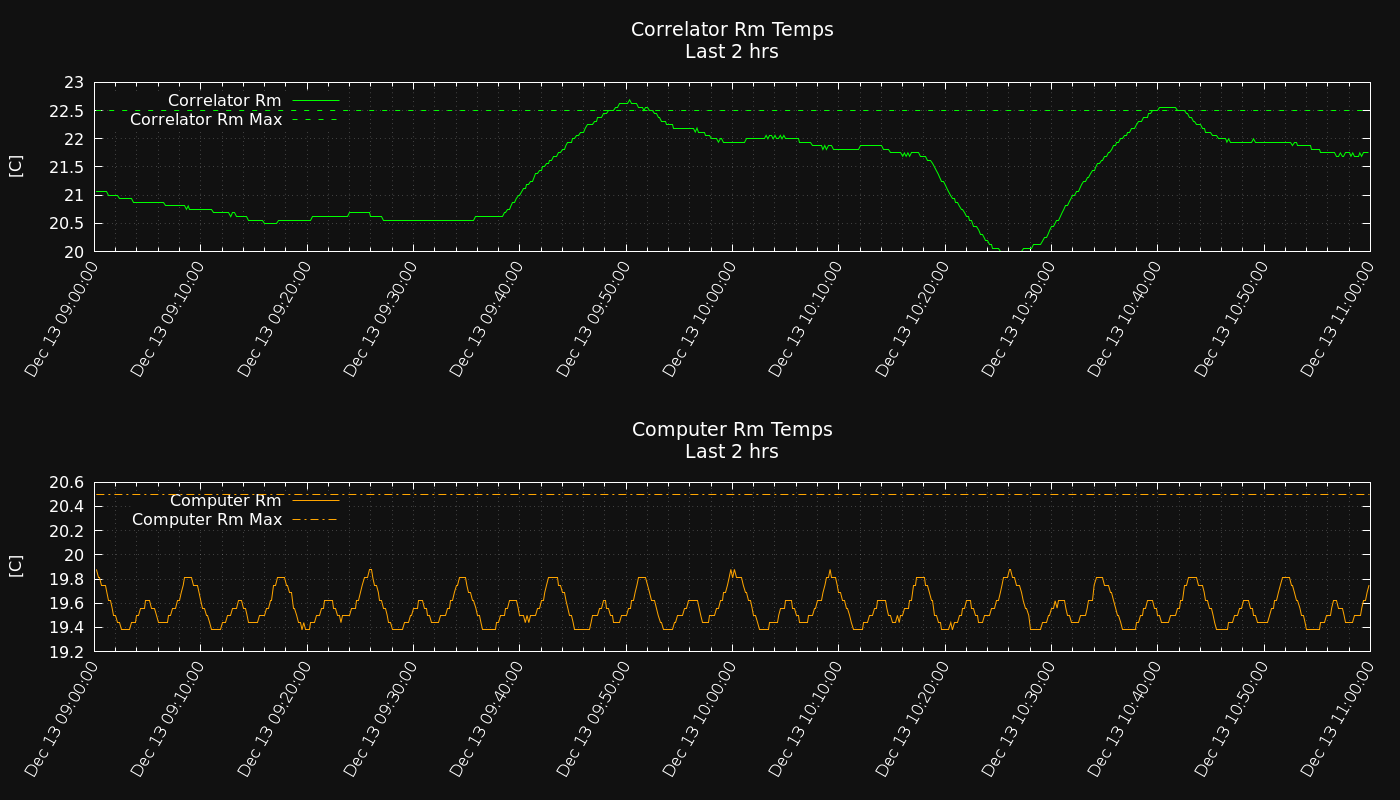 Correlator Rm Temps
Last 2 hrs
[C]
23
22.5
22
21.5
21
20.5
20
Correlator Rm
Correlator Rm Max
Dec 13 09:00:00
Dec 13 09:10:00
Dec 13 09:20:00
Dec 13 09:30:00
Dec 13 09:40:00
Dec 13 09:50:00
Dec 13 10:00:00
Dec 13 10:10:00
Dec 13 10:20:00
Dec 13 10:30:00
Dec 13 10:40:00
Dec 13 10:50:00
Dec 13 11:00:00
Computer Rm Temps
Last 2 hrs
[C]
20.6
20.4
20.2
20
19.8
19.6
19.4
19.2
Computer Rm
Computer Rm Max
Dec 13 09:00:00
Dec 13 09:10:00
Dec 13 09:20:00
Dec 13 09:30:00
Dec 13 09:40:00
Dec 13 09:50:00
Dec 13 10:00:00
Dec 13 10:10:00
Dec 13 10:20:00
Dec 13 10:30:00
Dec 13 10:40:00
Dec 13 10:50:00
Dec 13 11:00:00